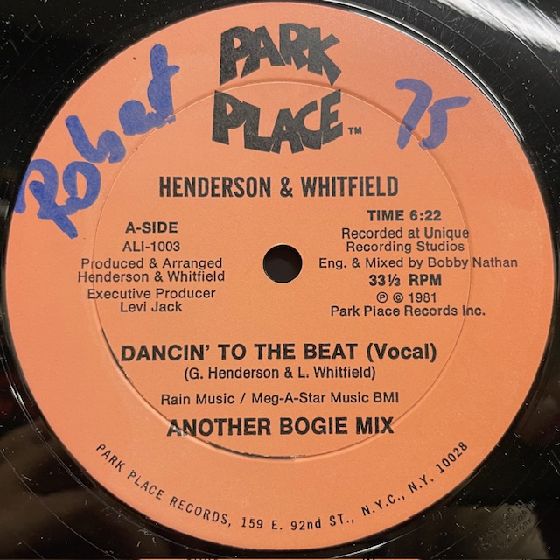 PARK
PLACE™
Robert
75
HENDERSON & WHITFIELD
A-SIDE
ALI-1003
Produced & Arranged
Henderson & Whitfield
Executive Producer
Levi Jack
TIME 6:22
Recorded at Unique
Recording Studios
Eng. & Mixed by Bobby Nathan
33⅓ RPM
℗ © 1981
Park Place Records Inc.
DANCIN' TO THE BEAT (Vocal)
(G. Henderson & L. Whitfield)
Rain Music / Meg-A-Star Music BMI
ANOTHER BOGIE MIX
PARK PLACE RECORDS, 159 E. 92nd ST., N.Y.C., N.Y. 10028